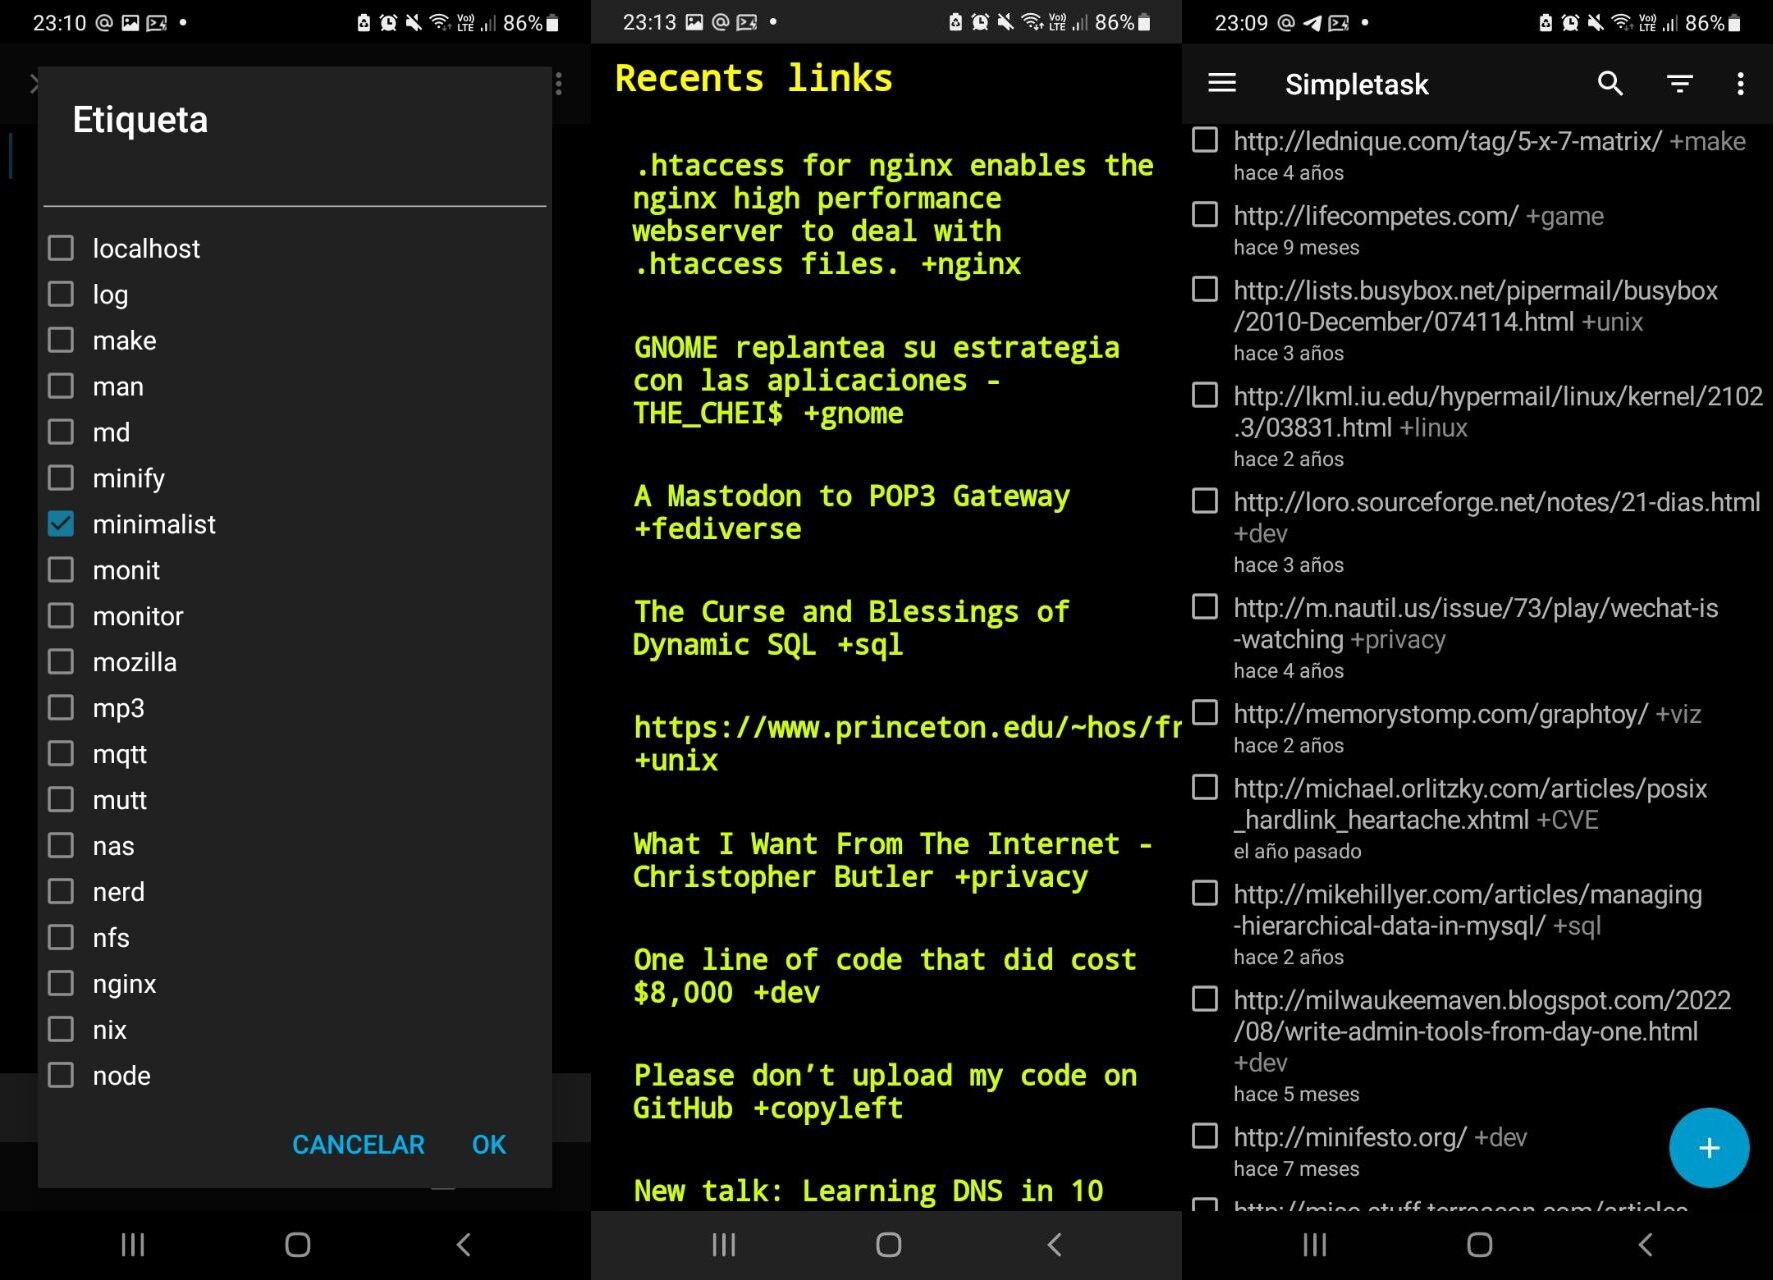 23:10
VoI) LTE 86%
Etiqueta
localhost
log
make
man
md
minify
minimalist
monit
monitor
mozilla
mp3
mqtt
mutt
nas
nerd
nfs
nginx
nix
node
CANCELAR OK
23:13
VoI) LTE 86%
Recents links
.htaccess for nginx enables the
nginx high performance
webserver to deal with
.htaccess files. +nginx
GNOME replantea su estrategia
con las aplicaciones -
THE_CHEI$ +gnome
A Mastodon to POP3 Gateway
+fediverse
The Curse and Blessings of
Dynamic SQL +sql
https://www.princeton.edu/~hos/fr
+unix
What I Want From The Internet -
Christopher Butler +privacy
One line of code that did cost
$8,000 +dev
Please don’t upload my code on
GitHub +copyleft
New talk: Learning DNS in 10
23:09
VoI) LTE 86%
Simpletask
http://lednique.com/tag/5-x-7-matrix/ +make
hace 4 años
http://lifecompetes.com/ +game
hace 9 meses
http://lists.busybox.net/pipermail/busybox
/2010-December/074114.html +unix
hace 3 años
http://lkml.iu.edu/hypermail/linux/kernel/2102
.3/03831.html +linux
hace 2 años
http://loro.sourceforge.net/notes/21-dias.html
+dev
hace 3 años
http://m.nautil.us/issue/73/play/wechat-is
-watching +privacy
hace 4 años
http://memorystomp.com/graphtoy/ +viz
hace 2 años
http://michael.orlitzky.com/articles/posix
_hardlink_heartache.xhtml +CVE
el año pasado
http://mikehillyer.com/articles/managing
-hierarchical-data-in-mysql/ +sql
hace 2 años
http://milwaukeemaven.blogspot.com/2022
/08/write-admin-tools-from-day-one.html
+dev
hace 5 meses
http://minifesto.org/ +dev
hace 7 meses